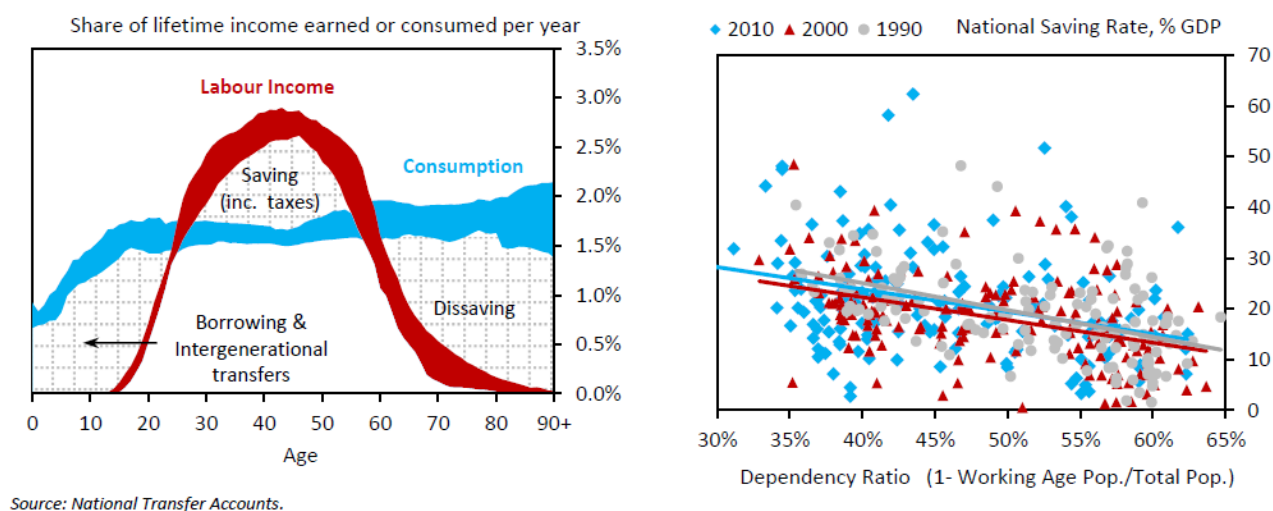 Share of lifetime income earned or consumed per year
3.5%
3.0%
2.5%
2.0%
1.5%
1.0%
0.5%
0.0%
Labour Income
Consumption
Saving
(inc. taxes)
Dissaving
Borrowing &
Intergenerational
transfers
0 10 20 30 40 50 60 70 80 90+
Age
Source: National Transfer Accounts.
2010 2000 1990 National Saving Rate, % GDP
70
60
50
40
30
20
10
0
30% 35% 40% 45% 50% 55% 60% 65%
Dependency Ratio (1- Working Age Pop./Total Pop.)